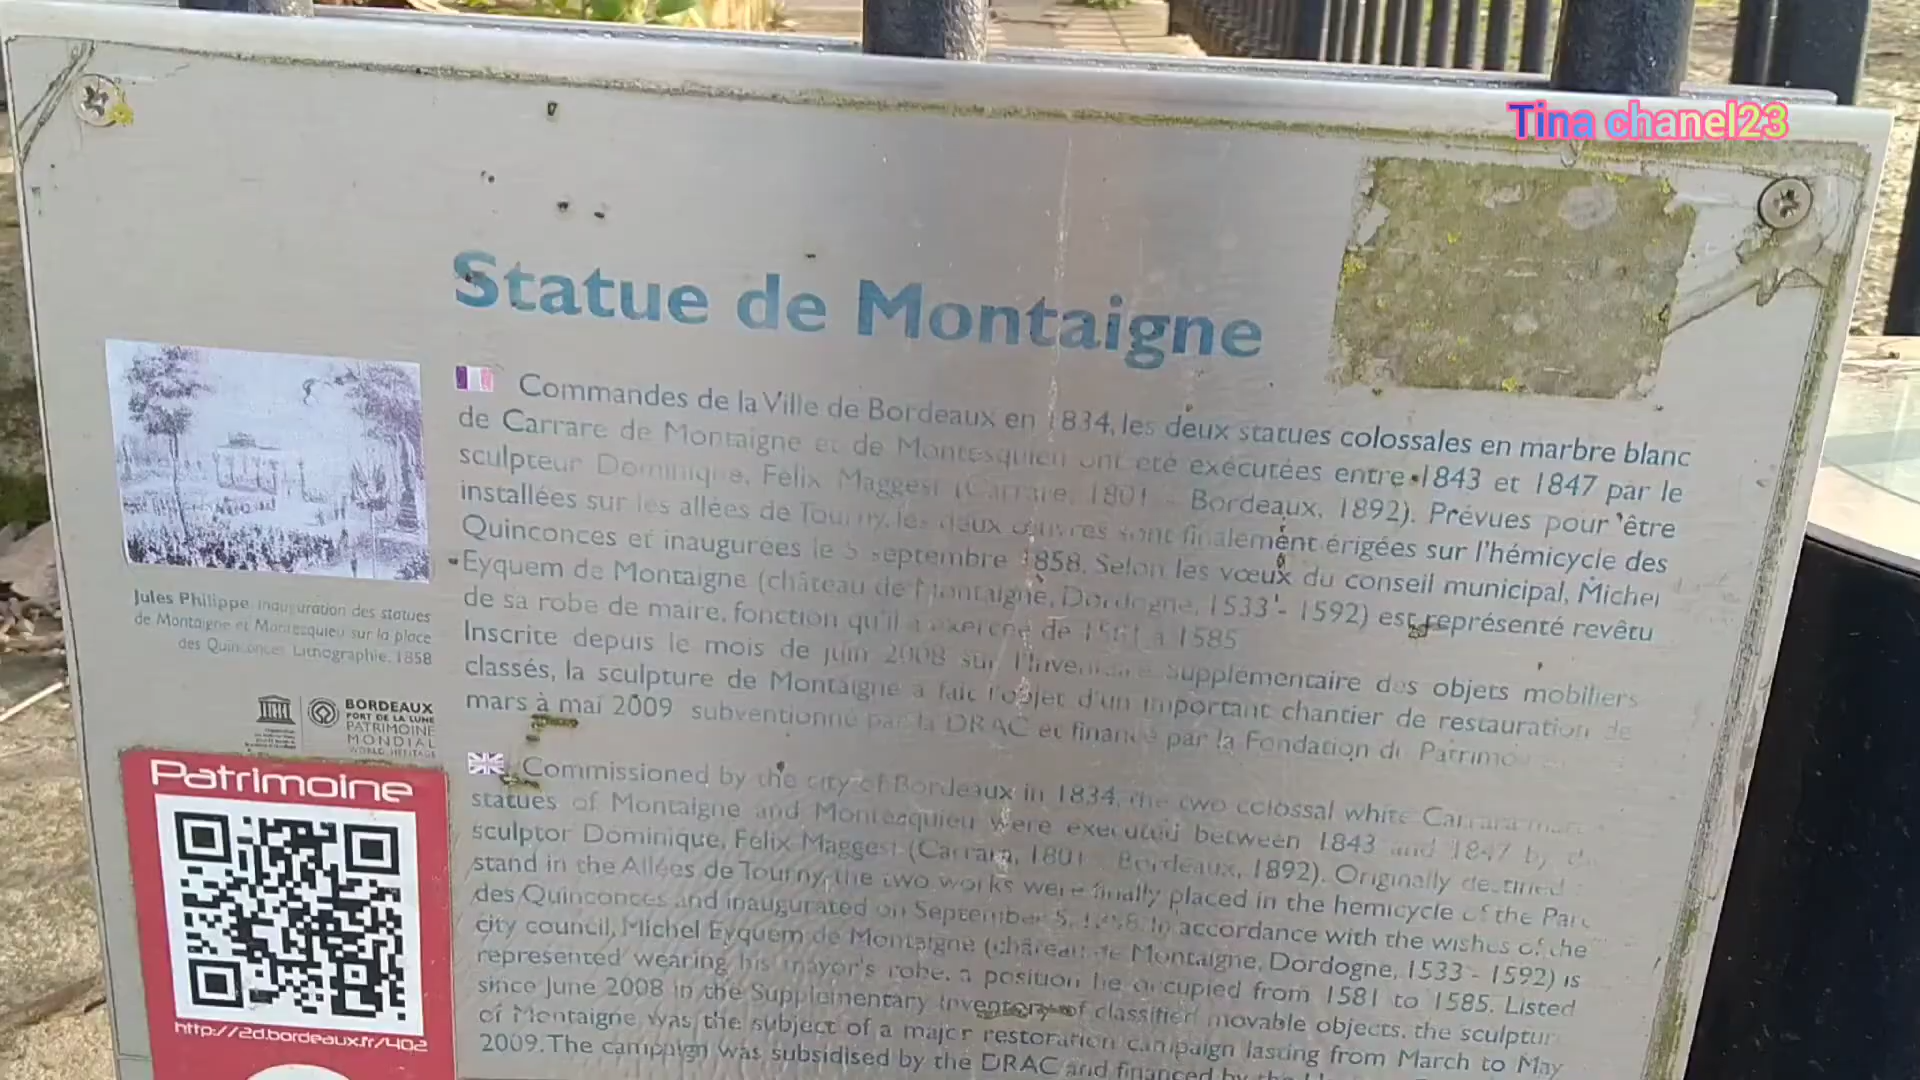 Tina chanel23
Statue de Montaigne
Commandes de la Ville de Bordeaux en 1834, les deux statues colossales en marbre blanc
de Carrare de Montaigne et de Montesquieu ont été exécutées entre 1843 et 1847 par le
sculpteur Dominique, Félix Maggesi (Carrare, 1801 - Bordeaux, 1892). Prévues pour être
installées sur les allées de Tourny, les deux œuvres sont finalement érigées sur l'hémicycle des
Quinconces et inaugurées le 5 septembre 1858. Selon les vœux du conseil municipal, Michel
Eyquem de Montaigne (château de Montaigne, Dordogne, 1533 - 1592) est représenté revêtu
de sa robe de maire, fonction qu'il a exercée de 1581 à 1585
Inscrite depuis le mois de juin 2008 sur l'Inventaire Supplémentaire des objets mobiliers
classés, la sculpture de Montaigne a fait l'objet d'un important chantier de restauration de
mars à mai 2009 subventionné par la DRAC et financé par la Fondation du
Jules Philippe, inauguration des statues
de Montaigne et Montesquieu sur la place
des Quinconces. Lithographie, 1858
BORDEAUX
PORT DE LA LUNE
PATRIMOINE
MONDIAL
WORLD HERITAGE
Patrimoine
http://2d.bordeaux.fr/402
Commissioned by the city of Bordeaux in 1834, the two colossal white Carrara
statues of Montaigne and Montesquieu were executed between 1843 and 1847 by the
sculptor Dominique, Félix Maggesi (Carrara, 1801 - Bordeaux, 1892). Originally destined
stand in the Allées de Tourny, the two works were finally placed in the hemicycle of the Parc
des Quinconces and inaugurated on September 5, 1858. In accordance with the wishes of the
city council, Michel Eyquem de Montaigne (château de Montaigne, Dordogne, 1533 - 1592) is
represented wearing his mayor's robe, a position he occupied from 1581 to 1585. Listed
since June 2008 in the Supplementary Inventory of classified movable objects, the sculpture
of Montaigne was the subject of a major restoration campaign lasting from March to May
2009. The campaign was subsidised by the DRAC and financed by the